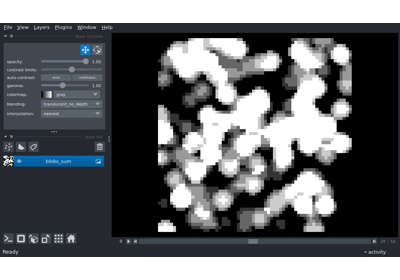 File View Layers Plugins Window Help
opacity: 1.00
contrast limits:
auto-contrast: once continuous
gamma: 1.00
colormap: gray
blending: translucent_no_depth
interpolation: nearest
blobs_sum
Ready
activity